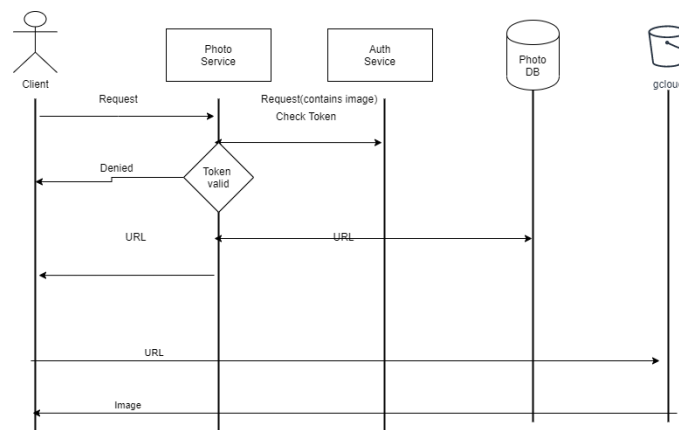 Photo
Service
Auth
Sevice
Photo
DB
Client
gcloud
Request
Request(contains image)
Check Token
Denied
Token
valid
URL
URL
URL
Image